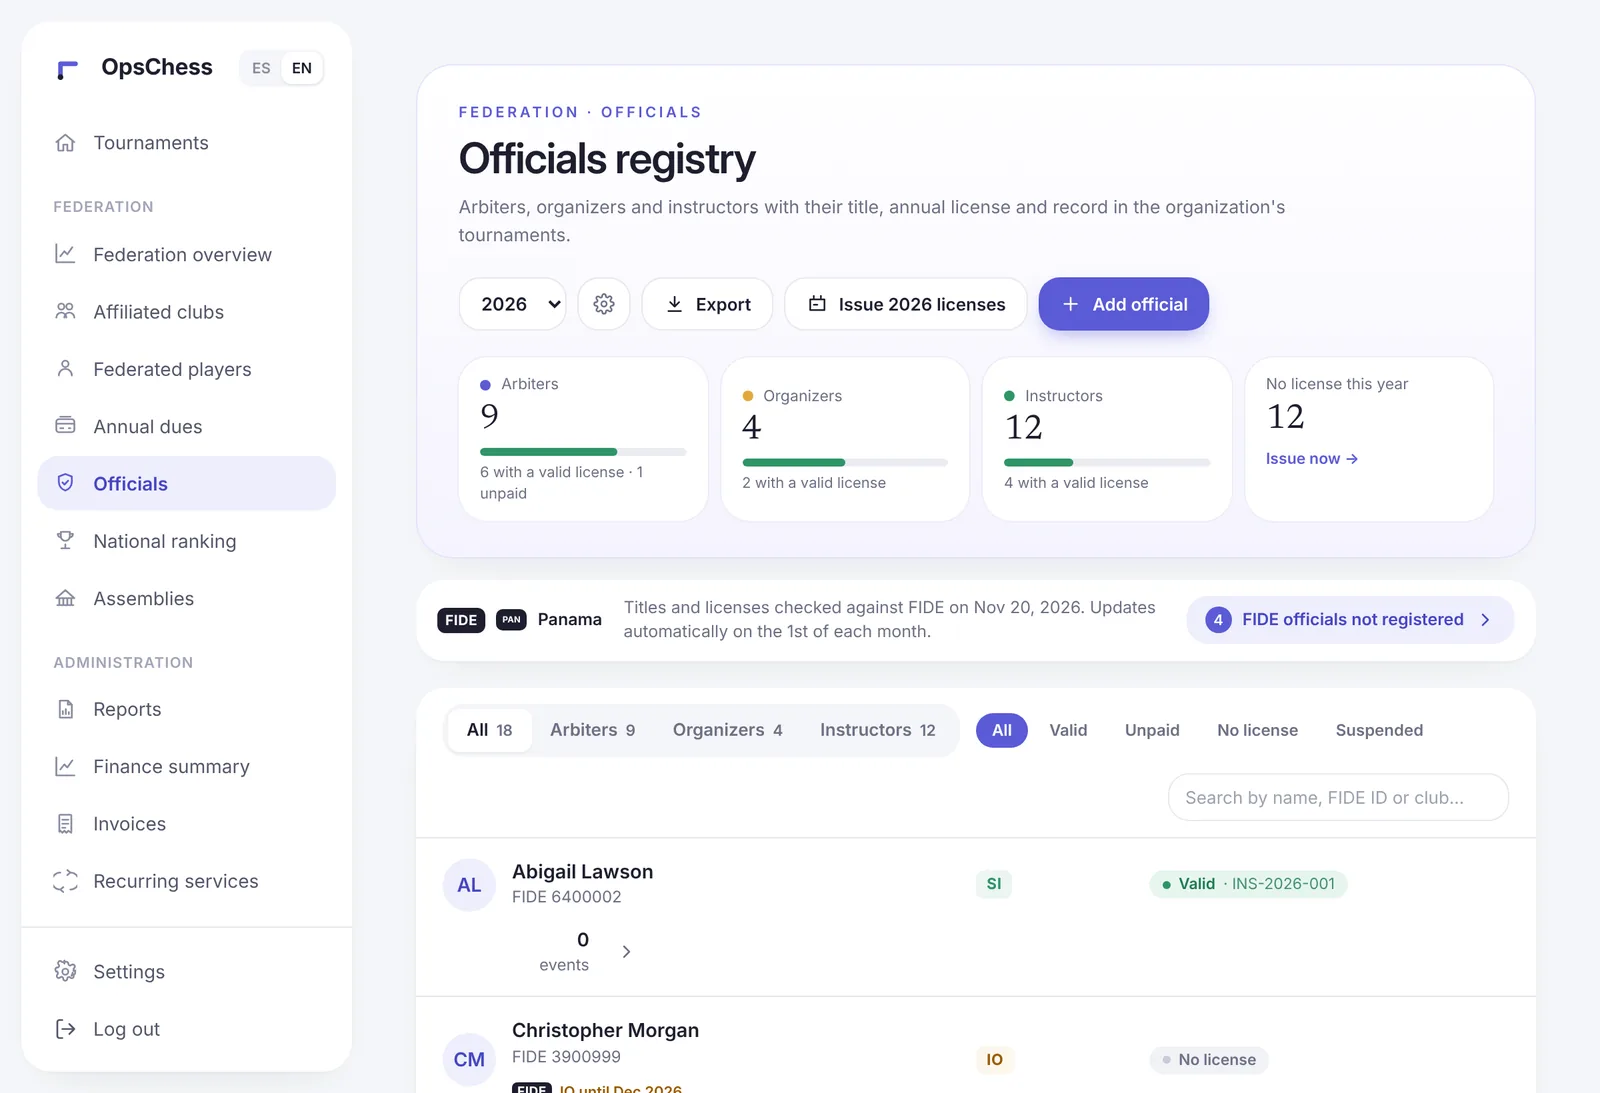 OpsChess
ES
EN
Tournaments
FEDERATION
Federation overview
Affiliated clubs
Federated players
Annual dues
Officials
National ranking
Assemblies
ADMINISTRATION
Reports
Finance summary
Invoices
Recurring services
Settings
Log out
FEDERATION · OFFICIALS
Officials registry
Arbiters, organizers and instructors with their title, annual license and record in the organization's
tournaments.
2026
Export
Issue 2026 licenses
Add official
Arbiters
9
6 with a valid license · 1
unpaid
Organizers
4
2 with a valid license
Instructors
12
4 with a valid license
No license this year
12
Issue now →
FIDE PAN Panama
Titles and licenses checked against FIDE on Nov 20, 2026. Updates
automatically on the 1st of each month.
4 FIDE officials not registered
All 18
Arbiters 9
Organizers 4
Instructors 12
All
Valid
Unpaid
No license
Suspended
Search by name, FIDE ID or club...
AL
Abigail Lawson
FIDE 6400002
SI
Valid · INS-2026-001
0
events
CM
Christopher Morgan
FIDE 3900999
IO
No license
FIDE IO until Dec 2026